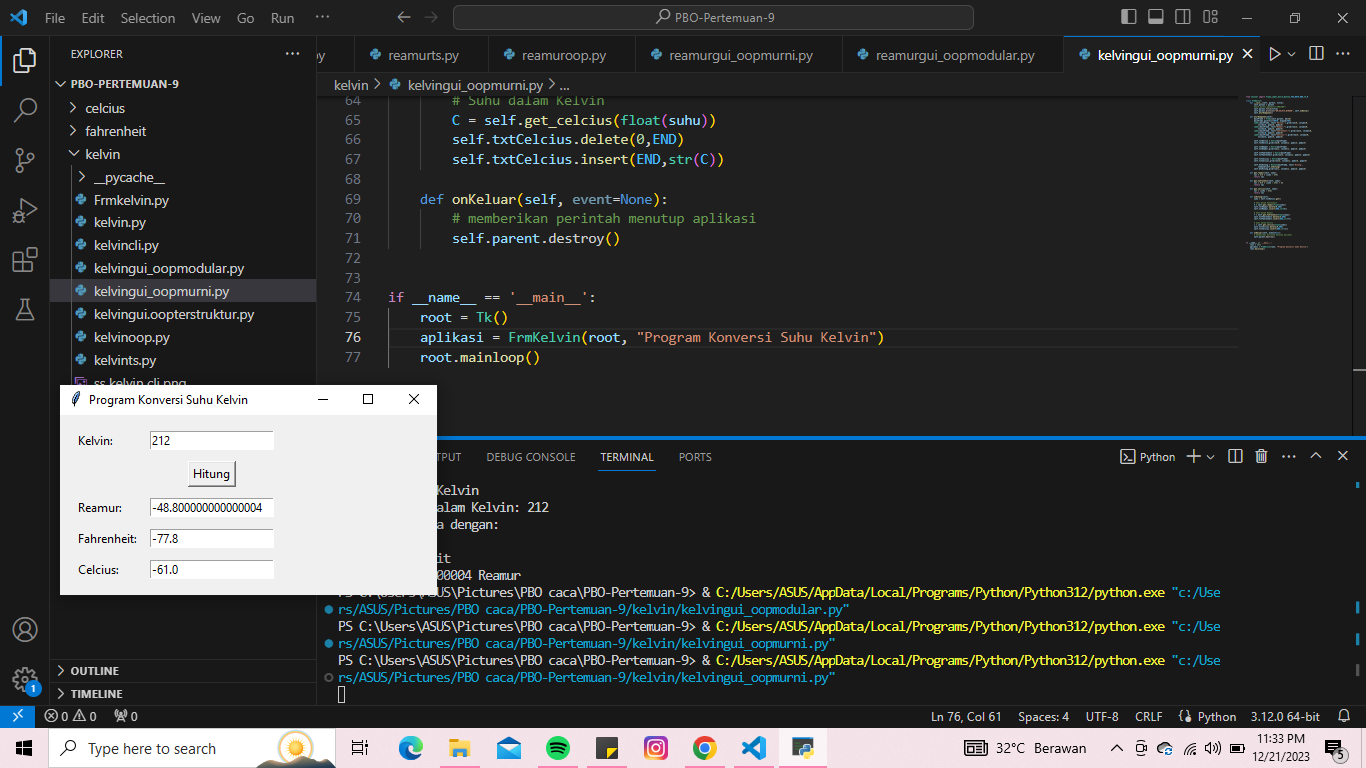 File Edit Selection View Go Run ··· PBO-Pertemuan-9
EXPLORER
PBO-PERTEMUAN-9
celcius
fahrenheit
kelvin
__pycache__
Frmkelvin.py
kelvin.py
kelvincli.py
kelvingui_oopmodular.py
kelvingui_oopmurni.py
kelvingui.oopterstruktur.py
kelvinoop.py
kelvints.py
ss kelvin cli.png
OUTLINE
TIMELINE
py reamurts.py reamuroop.py reamurgui_oopmurni.py reamurgui_oopmodular.py kelvingui_oopmurni.py
kelvin > kelvingui_oopmurni.py > ...
64 # Suhu dalam Kelvin
65 C = self.get_celcius(float(suhu))
66 self.txtCelcius.delete(0,END)
67 self.txtCelcius.insert(END,str(C))
68
69 def onKeluar(self, event=None):
70 # memberikan perintah menutup aplikasi
71 self.parent.destroy()
72
73
74 if __name__ == '__main__':
75 root = Tk()
76 aplikasi = FrmKelvin(root, "Program Konversi Suhu Kelvin")
77 root.mainloop()
Program Konversi Suhu Kelvin
Kelvin: 212
Hitung
Reamur: -48.800000000000004
Fahrenheit: -77.8
Celcius: -61.0
TPUT DEBUG CONSOLE TERMINAL PORTS Python
Kelvin
alam Kelvin: 212
a dengan:
it
00004 Reamur
PS C:\Users\ASUS\Pictures\PBO caca\PBO-Pertemuan-9> & C:/Users/ASUS/AppData/Local/Programs/Python/Python312/python.exe "c:/Use
rs/ASUS/Pictures/PBO caca/PBO-Pertemuan-9/kelvin/kelvingui_oopmodular.py"
PS C:\Users\ASUS\Pictures\PBO caca\PBO-Pertemuan-9> & C:/Users/ASUS/AppData/Local/Programs/Python/Python312/python.exe "c:/Use
rs/ASUS/Pictures/PBO caca/PBO-Pertemuan-9/kelvin/kelvingui_oopmurni.py"
PS C:\Users\ASUS\Pictures\PBO caca\PBO-Pertemuan-9> & C:/Users/ASUS/AppData/Local/Programs/Python/Python312/python.exe "c:/Use
rs/ASUS/Pictures/PBO caca/PBO-Pertemuan-9/kelvin/kelvingui_oopmurni.py"
1
0 0 0 Ln 76, Col 61 Spaces: 4 UTF-8 CRLF Python 3.12.0 64-bit
Type here to search 32°C Berawan 11:33 PM
12/21/2023 5